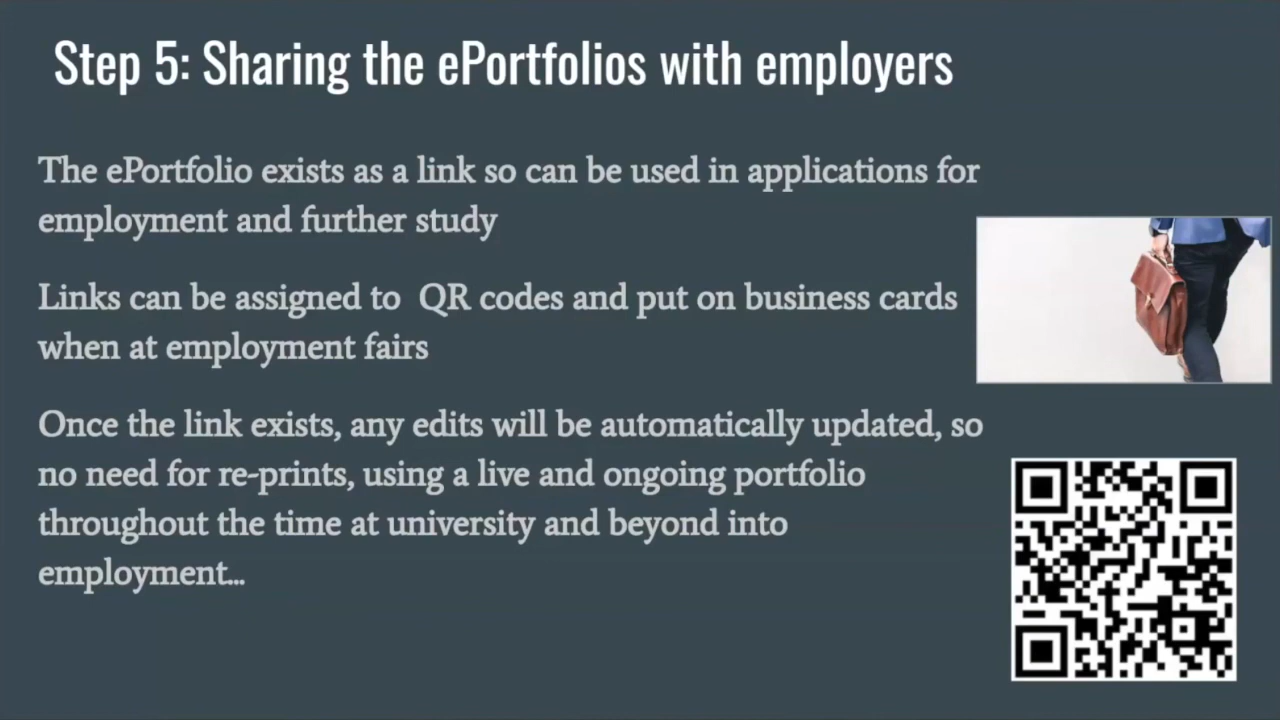 Step 5: Sharing the ePortfolios with employers
The ePortfolio exists as a link so can be used in applications for
employment and further study
Links can be assigned to  QR codes and put on business cards
when at employment fairs
Once the link exists, any edits will be automatically updated, so
no need for re-prints, using a live and ongoing portfolio
throughout the time at university and beyond into
employment...